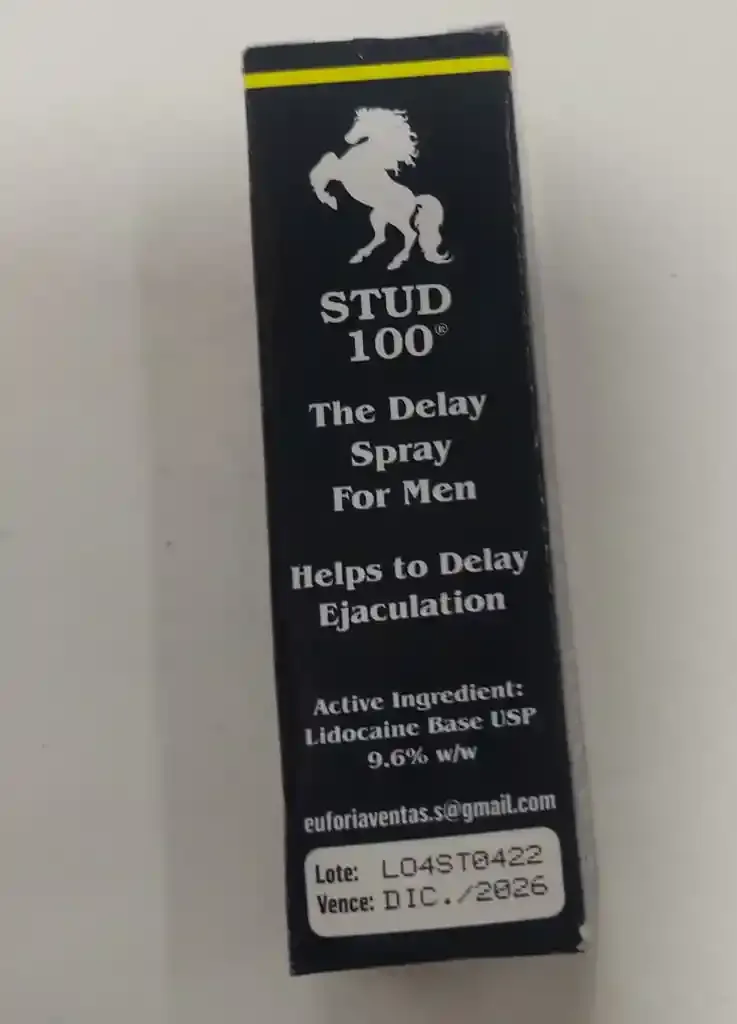 STUD
100®
The Delay
Spray
For Men
Helps to Delay
Ejaculation
Active Ingredient:
Lidocaine Base USP
9.6% w/w
euforiaventas.s@gmail.com
Lote: LO4ST0422
Vence: DIC./2026